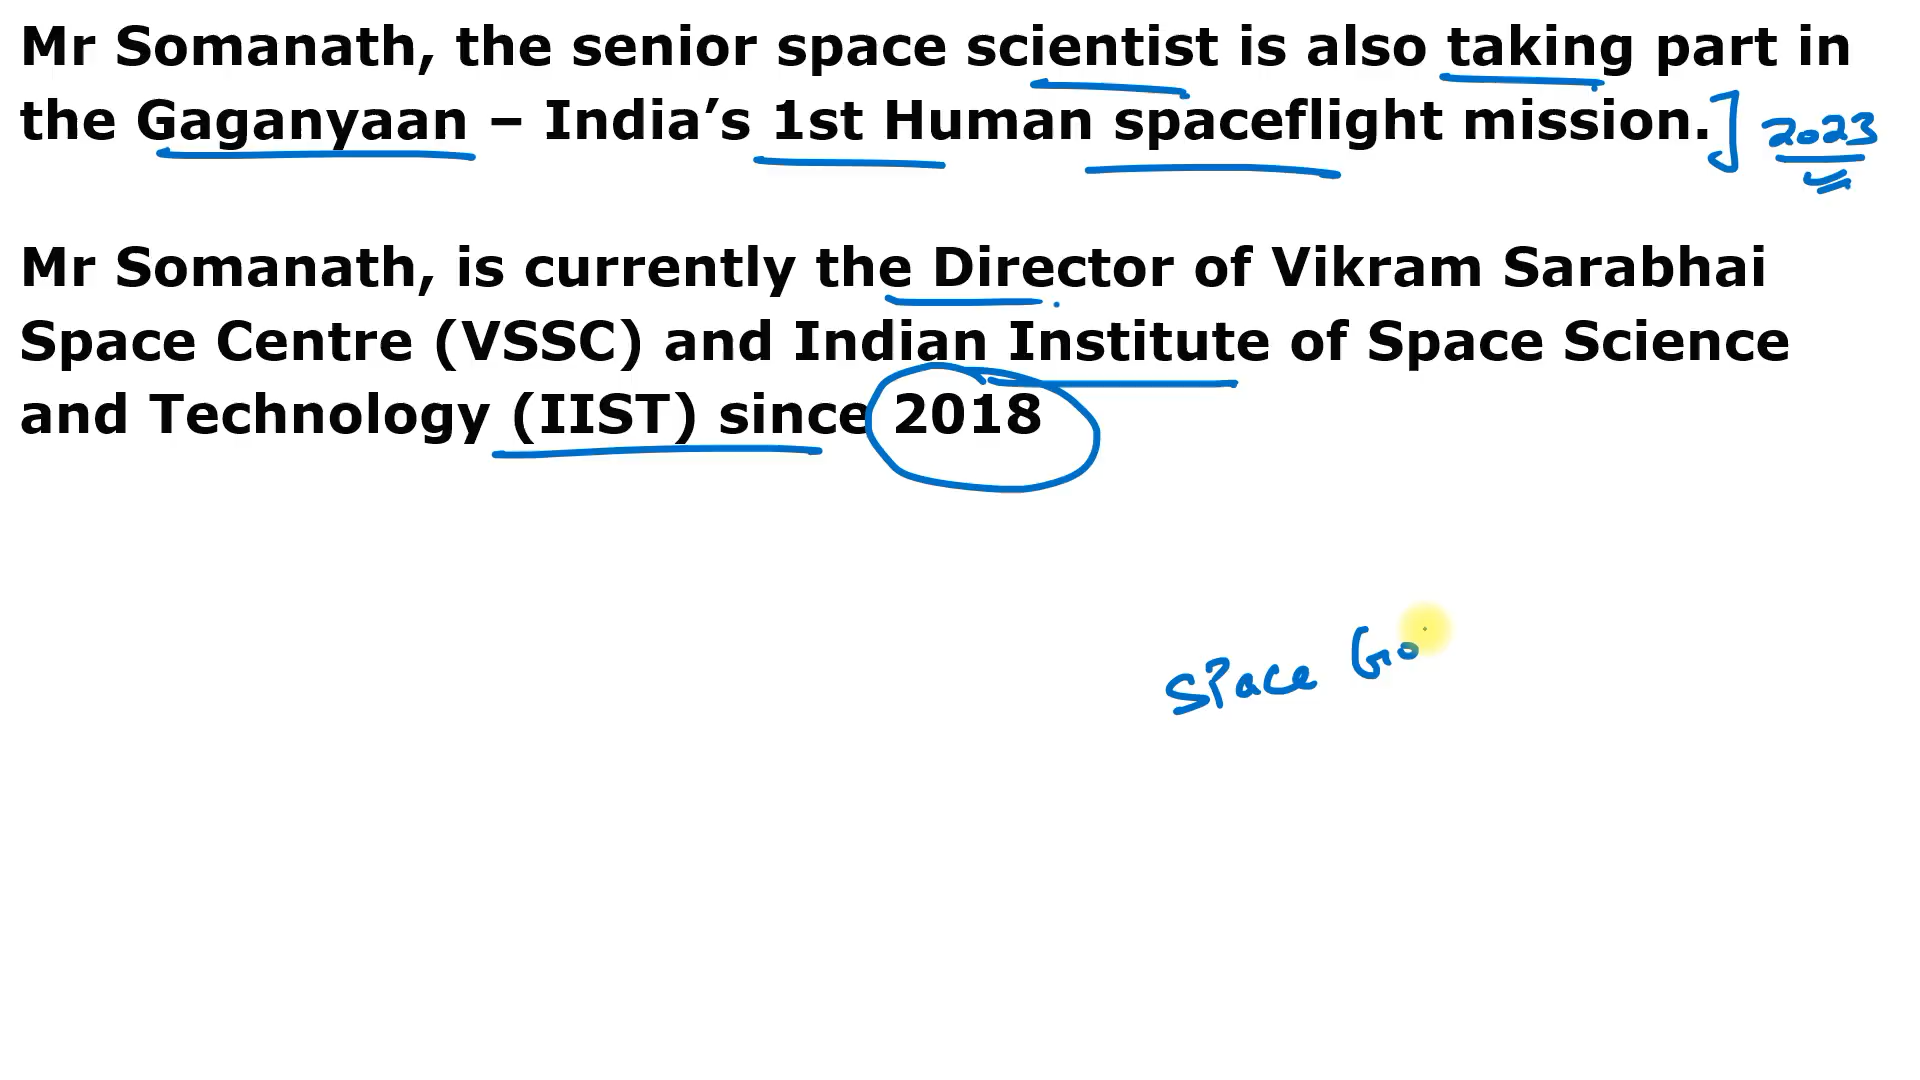 Mr Somanath, the senior space scientist is also taking part in
the Gaganyaan – India’s 1st Human spaceflight mission.] 2023
Mr Somanath, is currently the Director of Vikram Sarabhai
Space Centre (VSSC) and Indian Institute of Space Science
and Technology (IIST) since 2018
Space Go